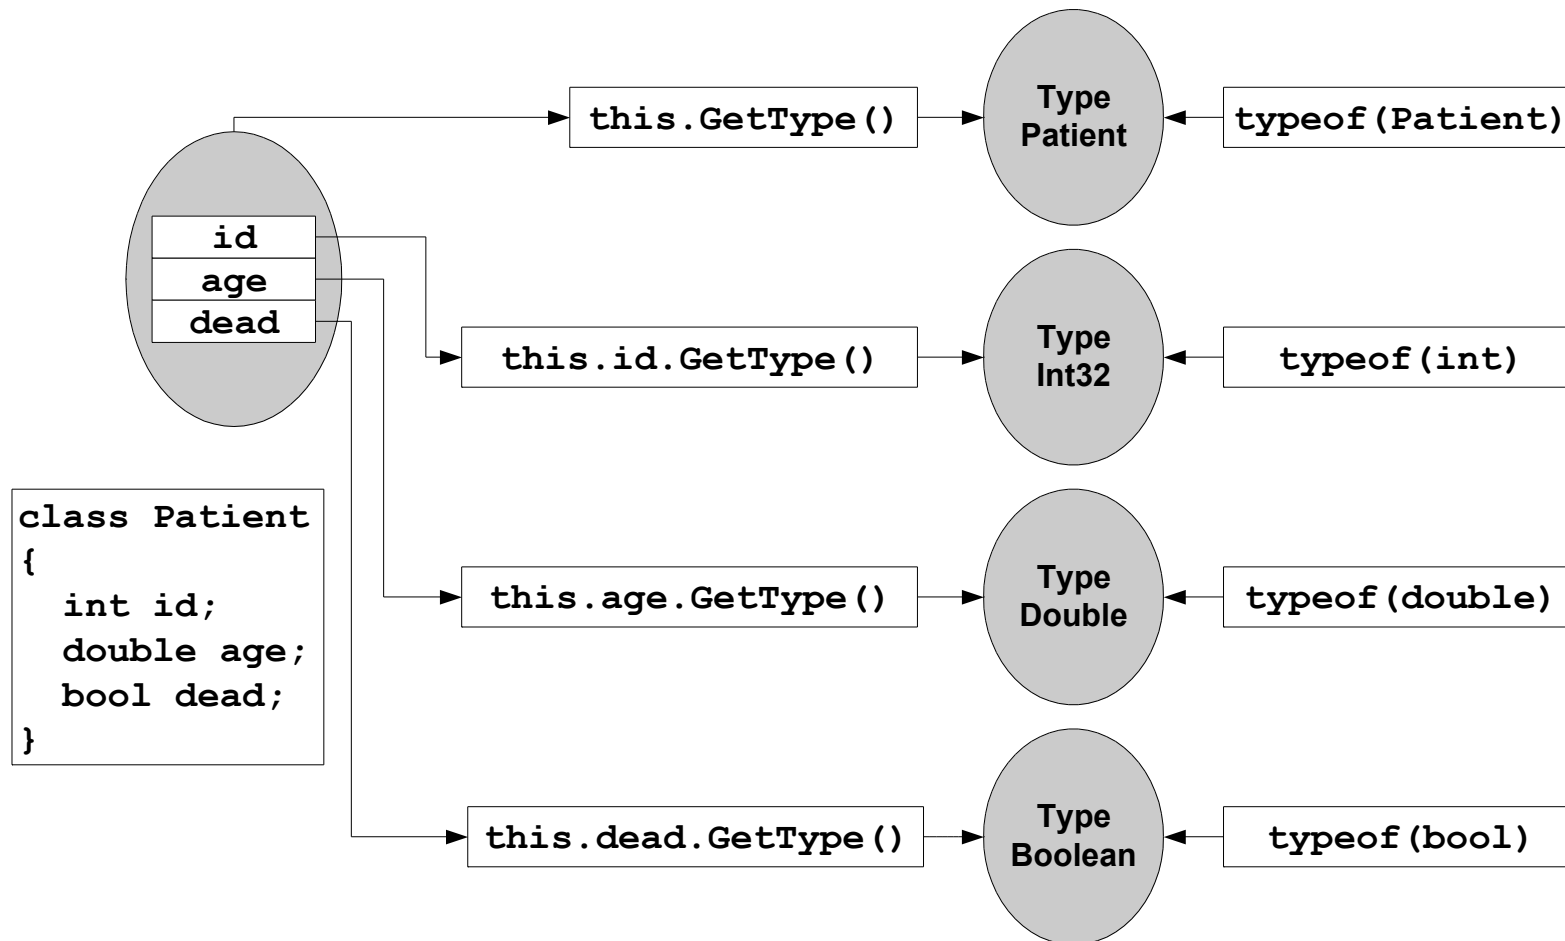 this.GetType()
Type
Patient
typeof(Patient)
id
age
dead
this.id.GetType()
Type
Int32
typeof(int)
class Patient
{
int id;
double age;
bool dead;
}
this.age.GetType()
Type
Double
typeof(double)
this.dead.GetType()
Type
Boolean
typeof(bool)